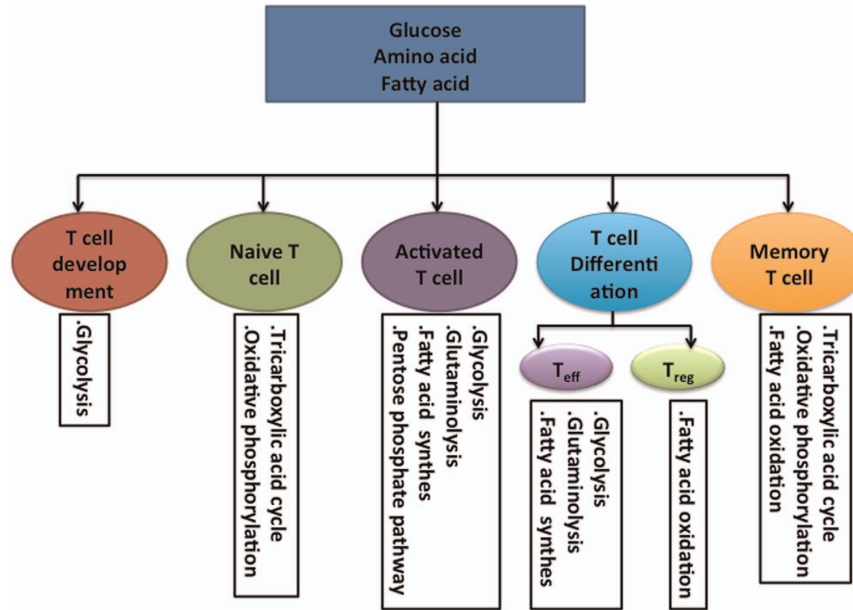 Glucose
Amino acid
Fatty acid
T cell
develop
ment
Naive T
cell
Activated
T cell
T cell
Differenti
ation
Memory
T cell
T eff
T reg
.Glycolysis
.Tricarboxylic acid cycle
.Oxidative phosphorylation
.Glycolysis
.Glutaminolysis
.Fatty acid synthes
.Pentose phosphate pathway
.Glycolysis
.Glutaminolysis
.Fatty acid synthes
.Fatty acid oxidation
.Tricarboxylic acid cycle
.Oxidative phosphorylation
.Fatty acid oxidation